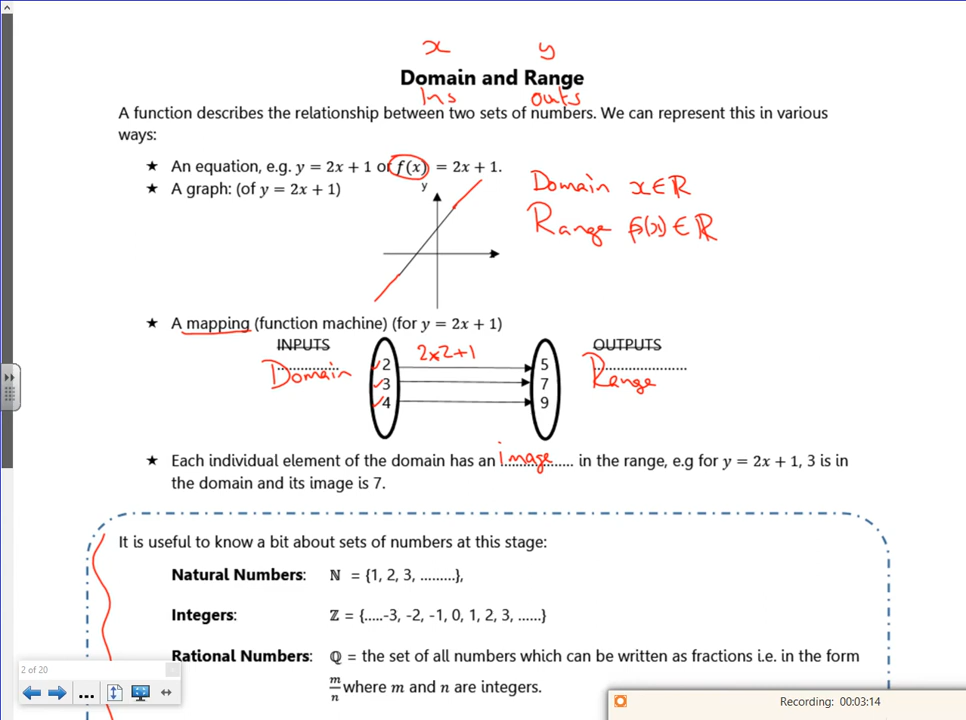 x y
Domain and Range
Ins outs
A function describes the relationship between two sets of numbers. We can represent this in various
ways:
★ An equation, e.g. y = 2x + 1 or f(x) = 2x + 1.
★ A graph: (of y = 2x + 1)
y
Domain x ∈ ℝ
Range f(x) ∈ ℝ
★ A mapping (function machine) (for y = 2x + 1)
INPUTS OUTPUTS
Domain Range
2x2+1
2 5
3 7
4 9
★ Each individual element of the domain has an image in the range, e.g for y = 2x + 1, 3 is in
the domain and its image is 7.
It is useful to know a bit about sets of numbers at this stage:
Natural Numbers: ℕ = {1, 2, 3, .........},
Integers: ℤ = {.....-3, -2, -1, 0, 1, 2, 3, ......}
Rational Numbers: ℚ = the set of all numbers which can be written as fractions i.e. in the form
m/n where m and n are integers.
2 of 20
Recording: 00:03:14